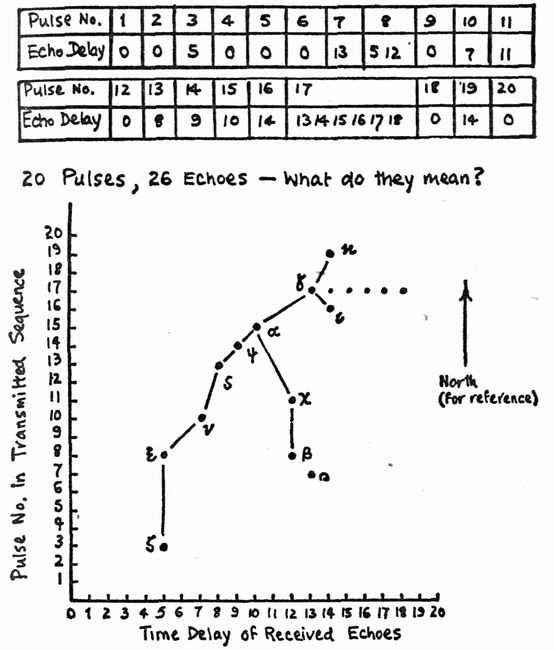 Pulse No. 1 2 3 4 5 6 7 8 9 10 11
Echo Delay 0 0 5 0 0 0 13 5 12 0 7 11
Pulse No. 12 13 14 15 16 17 18 19 20
Echo Delay 0 8 9 10 14 13 14 15 16 17 18 0 14 0
20 Pulses, 26 Echoes — What do they mean?
Pulse No. in Transmitted Sequence
20
19 η
18
17 γ
16 ε
15 α
14 ψ
13
12
11 χ
10 ν
9
8 ξ β
7
6
5
4
3 ζ
2
1
North
(for reference)
0 1 2 3 4 5 6 7 8 9 10 11 12 13 14 15 16 17 18 19 20
Time Delay of Received Echoes